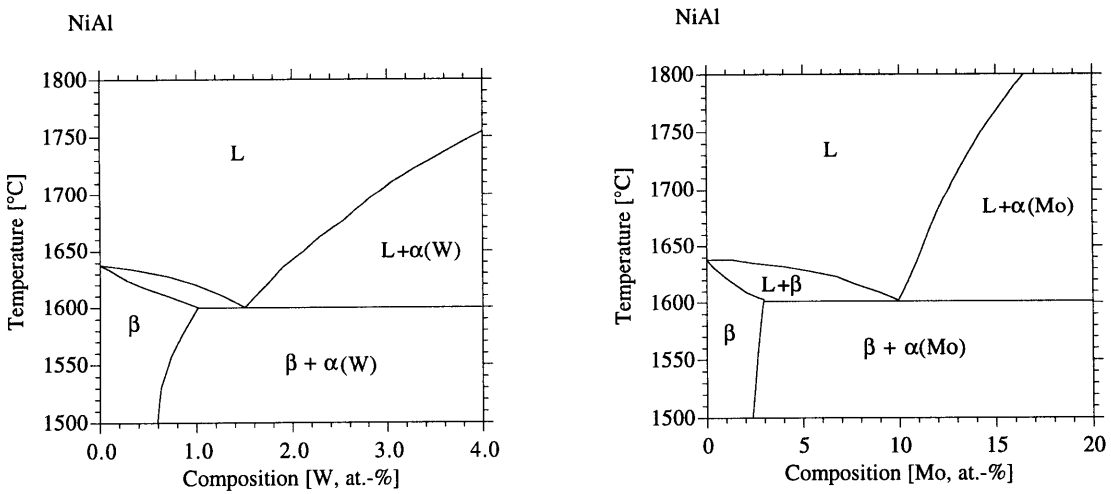 NiAl
1800
1750
1700
1650
1600
1550
1500
Temperature [°C]
L
L+α(W)
β
β + α(W)
0.0 1.0 2.0 3.0 4.0
Composition [W, at.-%]
NiAl
1800
1750
1700
1650
1600
1550
1500
Temperature [°C]
L
L+α(Mo)
L+β
β
β + α(Mo)
0 5 10 15 20
Composition [Mo, at.-%]